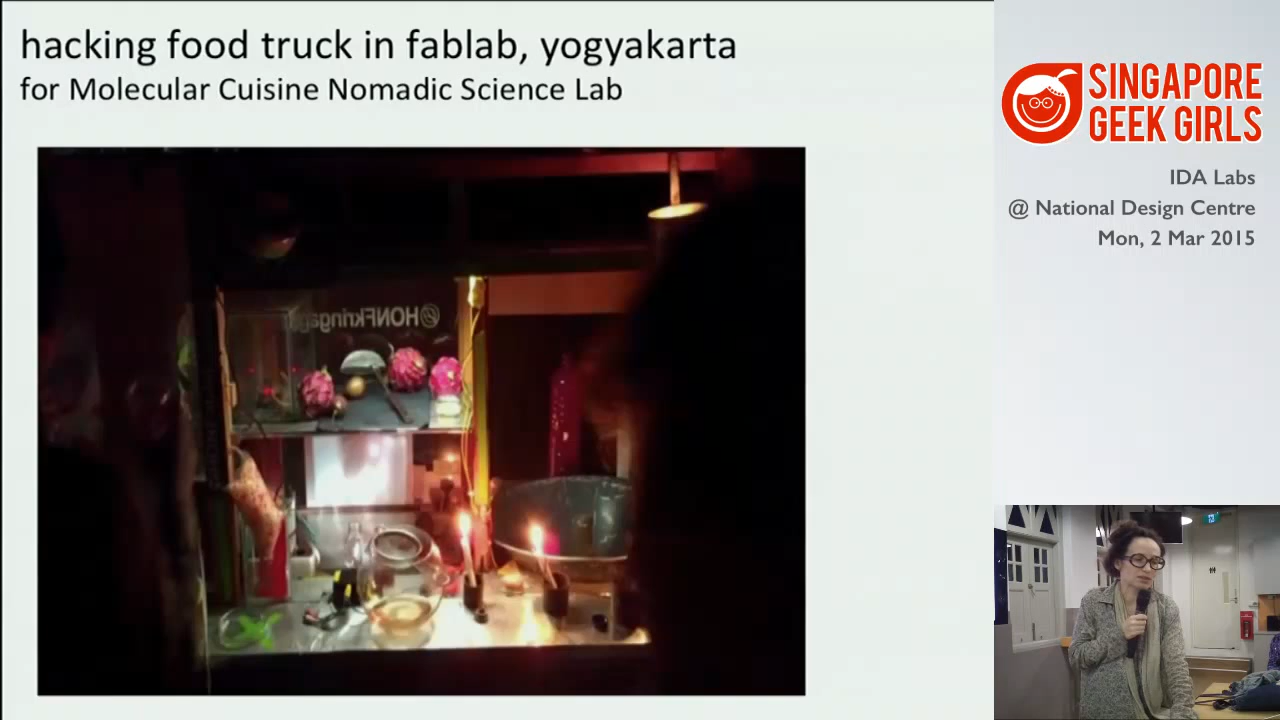 hacking food truck in fablab, yogyakarta
for Molecular Cuisine Nomadic Science Lab
SINGAPORE
GEEK GIRLS
IDA Labs
@ National Design Centre
Mon, 2 Mar 2015